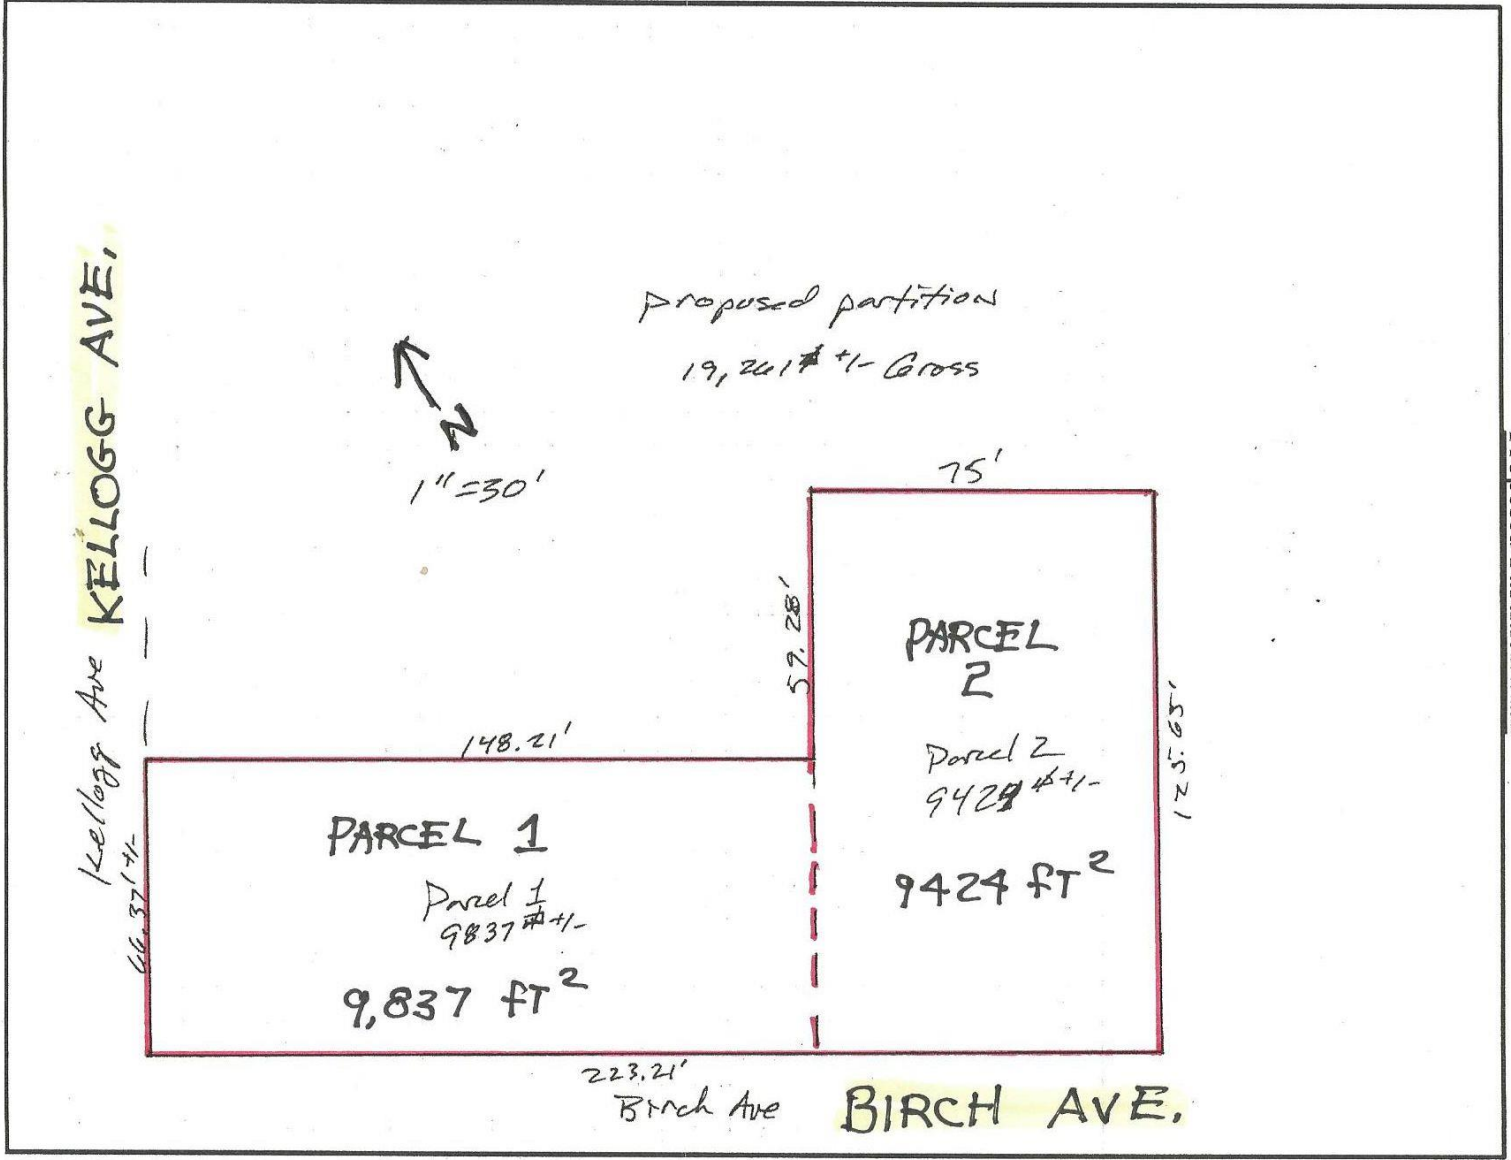 proposed partition
19,261# +/- Gross
N
1"=30'
KELLOGG AVE.
Kellogg Ave
66.37' +/-
148.21'
59.28'
75'
125.65'
PARCEL 1
Parcel 1
9837# +/-
9,837 fT²
PARCEL
2
Parcel 2
9424# +/-
9424 fT²
223.21'
Birch Ave
BIRCH AVE.